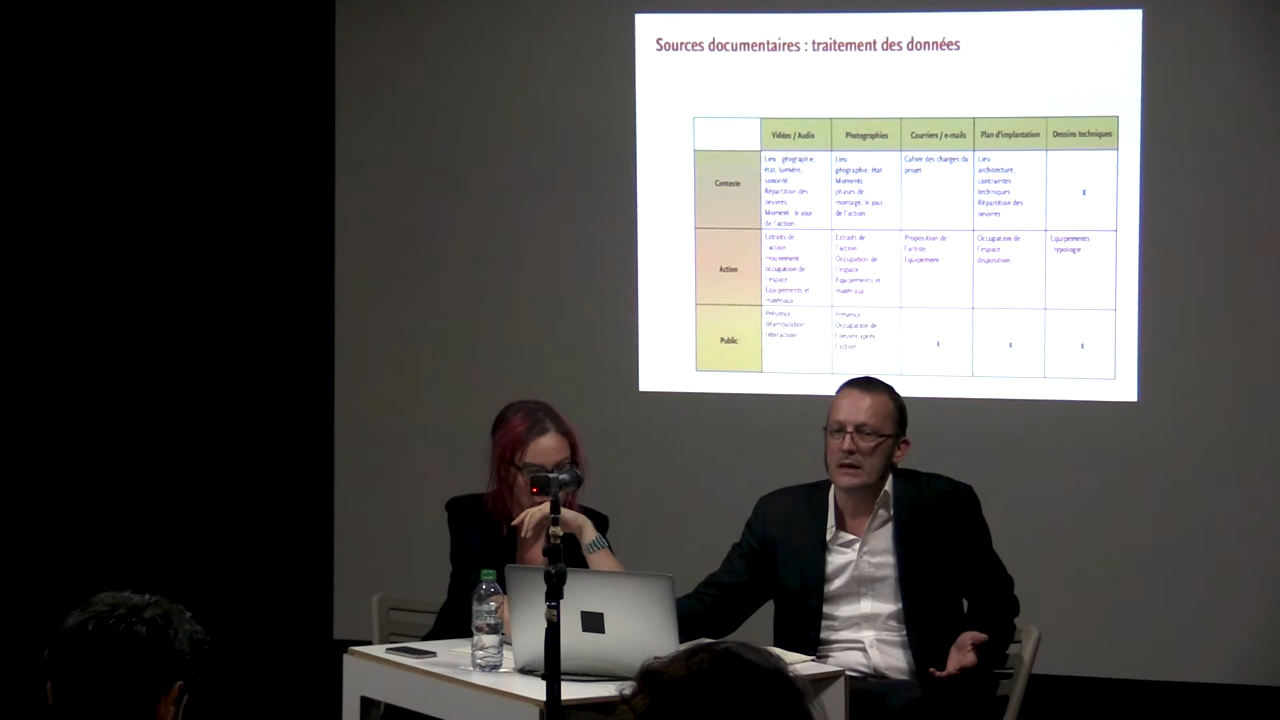 Sources documentaires : traitement des données
Vidéos / Audio
Photographies
Courriers / e-mails
Plan d'implantation
Dessins techniques
Contexte
Lieu géographie,
état, lumière,
sonorité
Répartition des
oeuvres,
Moment le jour
de l'action
Lieu
géographie, état
Moments
phases de
montage, le jour
de l'action
Cahier des charges du
projet
Lieu
architecture,
contraintes
techniques
Répartition des
oeuvres
X
Action
Extraits de
l'action
mouvement
occupation de
l'espace
Equipements et
matériaux
Extraits de
l'action
Occupation de
l'espace
Equipements et
matériaux
Proposition de
l'artiste
Equipement
Occupation de
l'espace
disposition
Equipements
typologie
Public
Présence
déambulation
interaction
Présence
Occupation de
l'oeuvre après
l'action
X
X
X